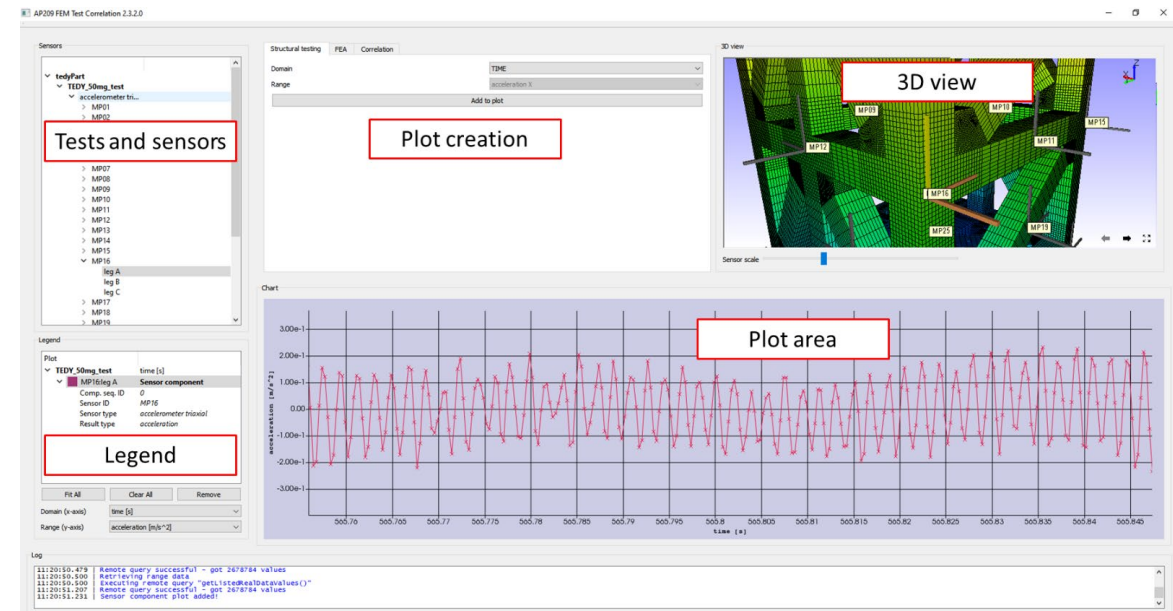 AP209 FEM Test Correlation 2.3.2.0
Sensors
tedyPart
TEDY_50mg_test
accelerometer tri...
MP01
MP02
Tests and sensors
MP07
MP08
MP09
MP10
MP11
MP12
MP13
MP14
MP15
MP16
leg A
leg B
leg C
MP17
MP18
MP19
Structural testing FEA Correlation
Domain TIME
Range acceleration X
Add to plot
Plot creation
3D view
3D view
Z
MP09
MP10
MP15
MP12
MP11
MP16
MP25
MP19
Sensor scale
Legend
Plot
TEDY_50mg_test time [s]
MP16:leg A Sensor component
Comp. seq. ID 0
Sensor ID MP16
Sensor type accelerometer triaxial
Result type acceleration
Legend
Fit All Clear All Remove
Domain (x-axis) time [s]
Range (y-axis) acceleration [m/s^2]
Chart
Plot area
acceleration [m/s^2]
3.00e-1
2.00e-1
1.00e-1
0.00
-1.00e-1
-2.00e-1
-3.00e-1
565.76 565.765 565.77 565.775 565.78 565.785 565.79 565.795 565.8 565.805 565.81 565.815 565.82 565.825 565.83 565.835 565.84 565.845
time [s]
Log
11:20:50.479 | Remote query successful - got 2678784 values
11:20:50.500 | Retrieving range data
11:20:50.500 | Executing remote query "getListedRealDataValues()"
11:20:51.207 | Remote query successful - got 2678784 values
11:20:51.231 | Sensor component plot added!